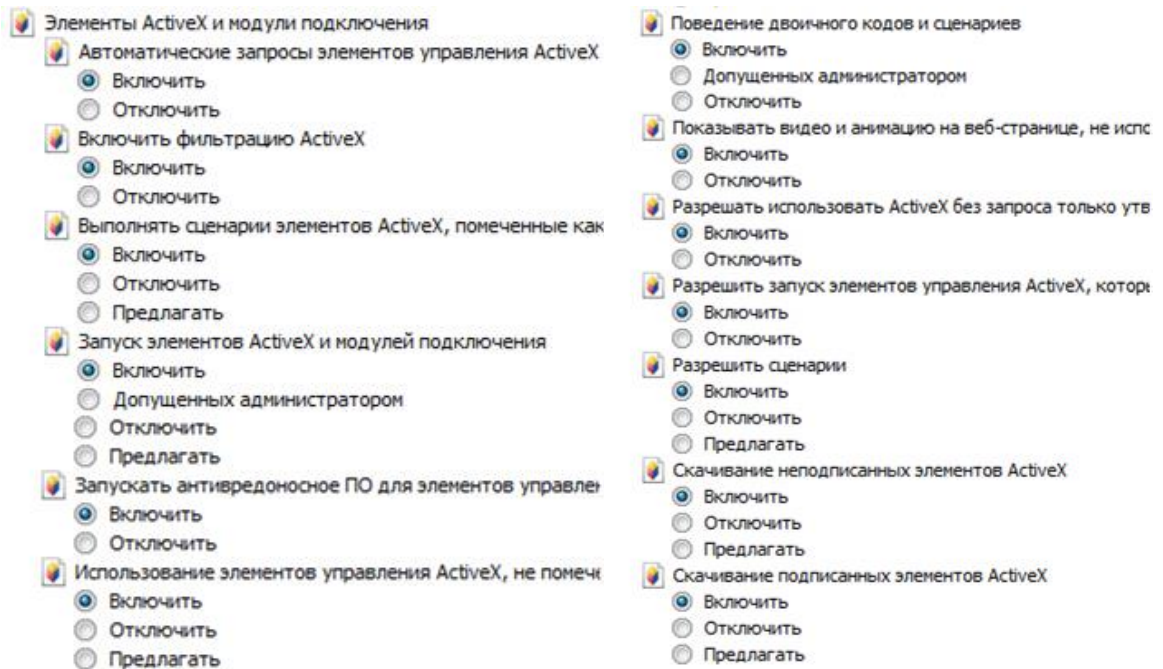 Элементы ActiveX и модули подключения
Автоматические запросы элементов управления ActiveX
Включить
Отключить
Включить фильтрацию ActiveX
Включить
Отключить
Выполнять сценарии элементов ActiveX, помеченные как
Включить
Отключить
Предлагать
Запуск элементов ActiveX и модулей подключения
Включить
Допущенных администратором
Отключить
Предлагать
Запускать антивредоносное ПО для элементов управлен
Включить
Отключить
Использование элементов управления ActiveX, не помече
Включить
Отключить
Предлагать
Поведение двоичного кодов и сценариев
Включить
Допущенных администратором
Отключить
Показывать видео и анимацию на веб-странице, не испс
Включить
Отключить
Разрешать использовать ActiveX без запроса только утв
Включить
Отключить
Разрешить запуск элементов управления ActiveX, которы
Включить
Отключить
Разрешить сценарии
Включить
Отключить
Предлагать
Скачивание неподписанных элементов ActiveX
Включить
Отключить
Предлагать
Скачивание подписанных элементов ActiveX
Включить
Отключить
Предлагать